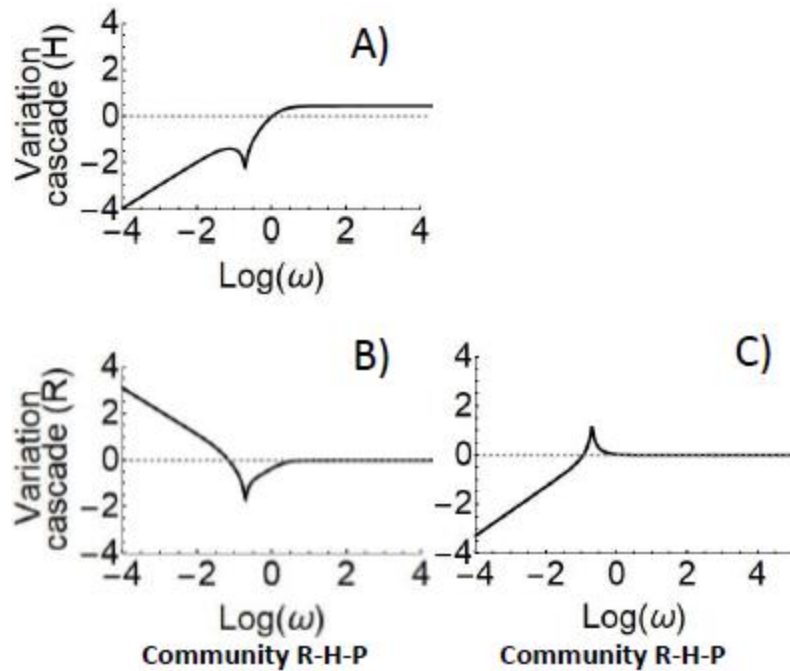 A)
Variation
cascade (H)
4
2
0
−2
−4
−4 −2 0 2 4
Log(ω)
B)
Variation
cascade (R)
4
2
0
−2
−4
−4 −2 0 2 4
Log(ω)
Community R-H-P
C)
4
2
0
−2
−4
−4 −2 0 2 4
Log(ω)
Community R-H-P